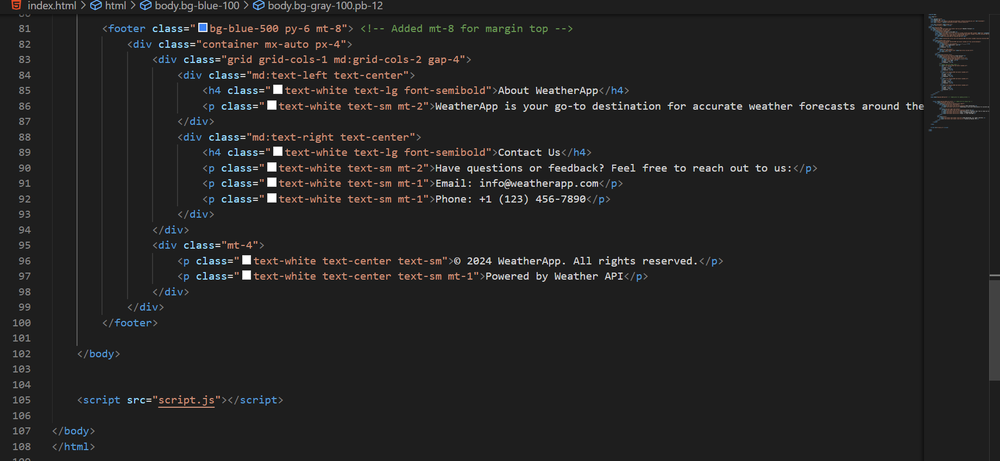 index.html > html > body.bg-blue-100 > body.bg-gray-100.pb-12
81 <footer class="bg-blue-500 py-6 mt-8"> <!-- Added mt-8 for margin top -->
82 <div class="container mx-auto px-4">
83 <div class="grid grid-cols-1 md:grid-cols-2 gap-4">
84 <div class="md:text-left text-center">
85 <h4 class="text-white text-lg font-semibold">About WeatherApp</h4>
86 <p class="text-white text-sm mt-2">WeatherApp is your go-to destination for accurate weather forecasts around the
87 </div>
88 <div class="md:text-right text-center">
89 <h4 class="text-white text-lg font-semibold">Contact Us</h4>
90 <p class="text-white text-sm mt-2">Have questions or feedback? Feel free to reach out to us:</p>
91 <p class="text-white text-sm mt-1">Email: info@weatherapp.com</p>
92 <p class="text-white text-sm mt-1">Phone: +1 (123) 456-7890</p>
93 </div>
94 </div>
95 <div class="mt-4">
96 <p class="text-white text-center text-sm">© 2024 WeatherApp. All rights reserved.</p>
97 <p class="text-white text-center text-sm mt-1">Powered by Weather API</p>
98 </div>
99 </div>
100 </footer>
101
102 </body>
103
104
105 <script src="script.js"></script>
106
107 </body>
108 </html>